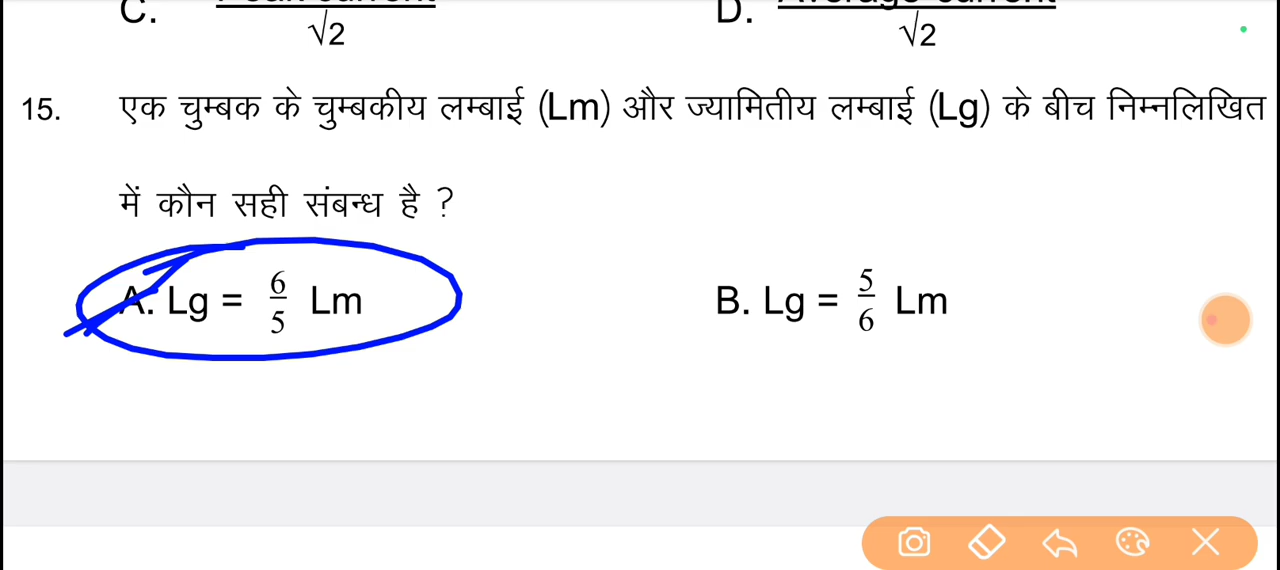 C.
√2
D.
√2
15. एक चुम्बक के चुम्बकीय लम्बाई (Lm) और ज्यामितीय लम्बाई (Lg) के बीच निम्नलिखित
में कौन सही संबन्ध है ?
A. Lg = 6/5 Lm
B. Lg = 5/6 Lm